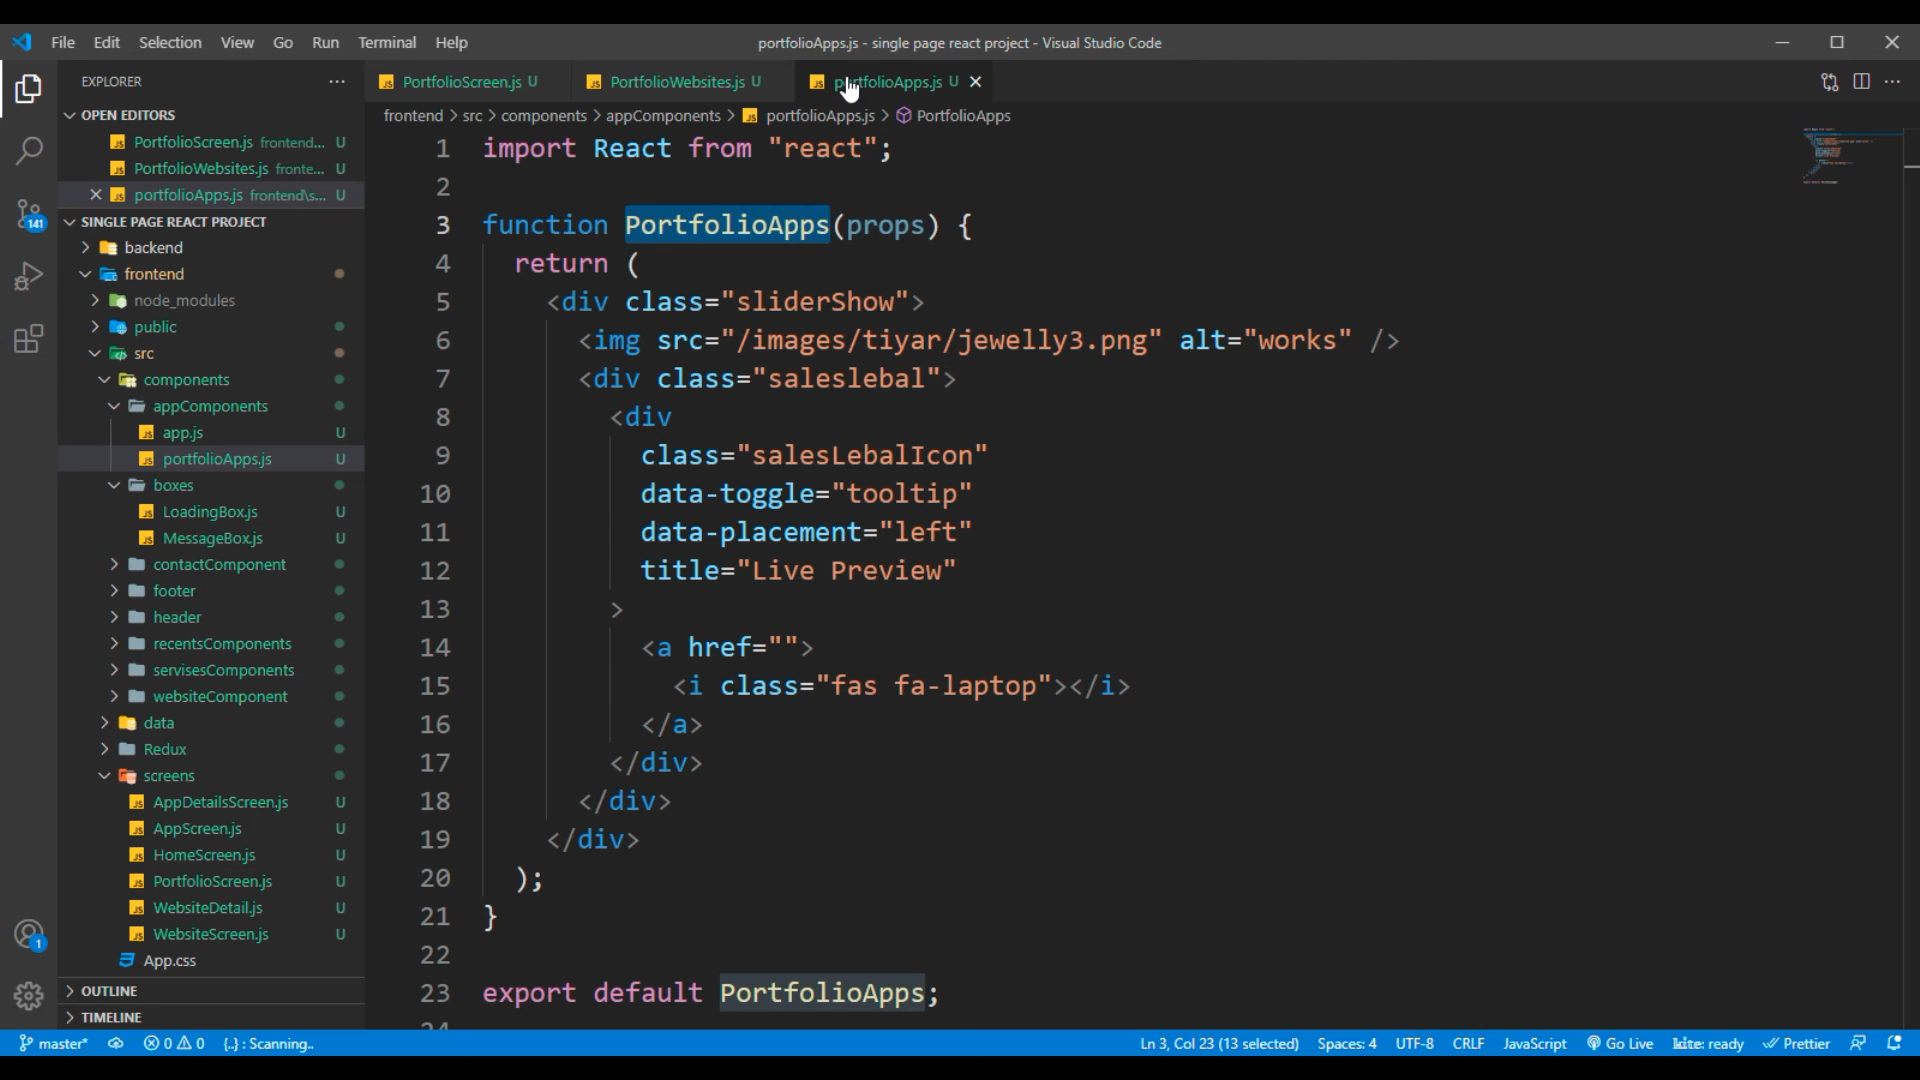 File Edit Selection View Go Run Terminal Help
portfolioApps.js - single page react project - Visual Studio Code
EXPLORER
OPEN EDITORS
PortfolioScreen.js frontend... U
PortfolioWebsites.js fronte... U
portfolioApps.js frontend\s... U
SINGLE PAGE REACT PROJECT
backend
frontend
node_modules
public
src
components
appComponents
app.js U
portfolioApps.js U
boxes
LoadingBox.js U
MessageBox.js U
contactComponent
footer
header
recentsComponents
servisesComponents
websiteComponent
data
Redux
screens
AppDetailsScreen.js U
AppScreen.js U
HomeScreen.js U
PortfolioScreen.js U
WebsiteDetail.js U
WebsiteScreen.js U
App.css
OUTLINE
TIMELINE
141
1
PortfolioScreen.js U PortfolioWebsites.js U portfolioApps.js U
frontend > src > components > appComponents > portfolioApps.js > PortfolioApps
1 import React from "react";
2
3 function PortfolioApps(props) {
4 return (
5 <div class="sliderShow">
6 <img src="/images/tiyar/jewelly3.png" alt="works" />
7 <div class="saleslebal">
8 <div
9 class="salesLebalIcon"
10 data-toggle="tooltip"
11 data-placement="left"
12 title="Live Preview"
13 >
14 <a href="">
15 <i class="fas fa-laptop"></i>
16 </a>
17 </div>
18 </div>
19 </div>
20 );
21 }
22
23 export default PortfolioApps;
24
master* 0 0 {..} : Scanning.. Ln 3, Col 23 (13 selected) Spaces: 4 UTF-8 CRLF JavaScript Go Live kite: ready Prettier